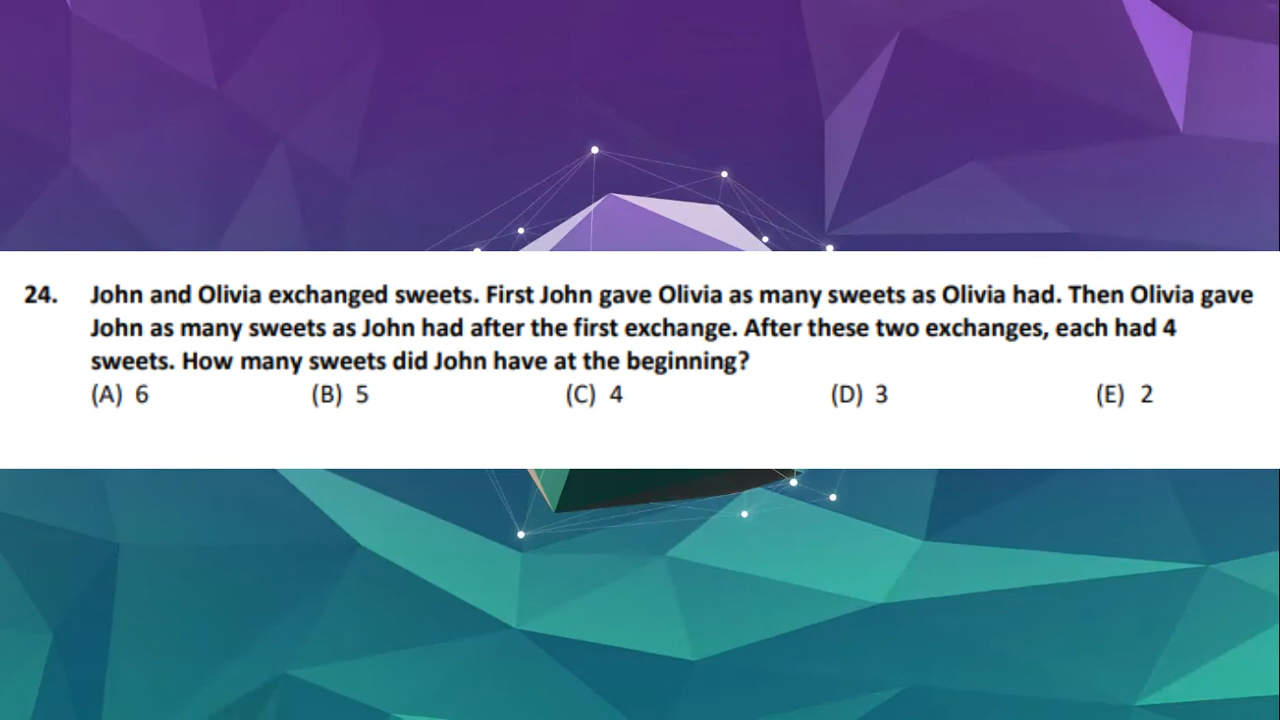 24. John and Olivia exchanged sweets. First John gave Olivia as many sweets as Olivia had. Then Olivia gave
John as many sweets as John had after the first exchange. After these two exchanges, each had 4
sweets. How many sweets did John have at the beginning?
(A) 6 (B) 5 (C) 4 (D) 3 (E) 2